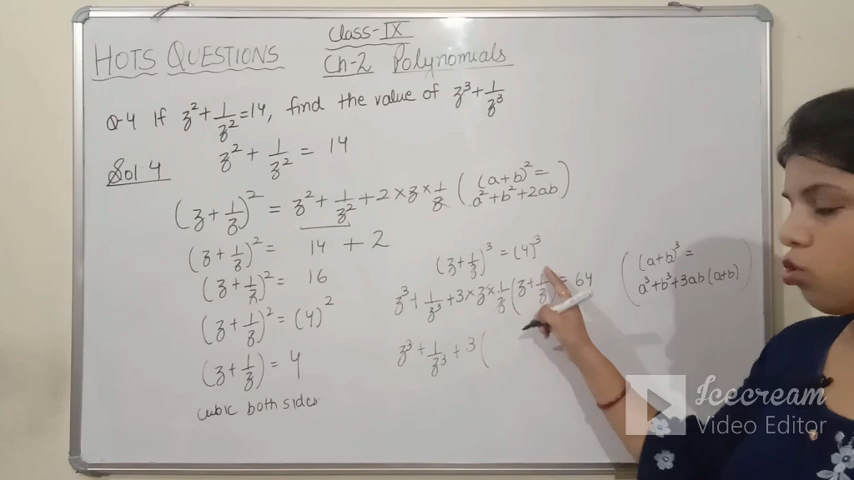 Class-IX
HOTS QUESTIONS
Ch-2 Polynomials
Q-4 If z² + 1/z² = 14, find the value of z³ + 1/z³
Sol 4
z² + 1/z² = 14
(z + 1/z)² = z² + 1/z² + 2 × z × 1/z ( (a+b)² = a² + b² + 2ab )
(z + 1/z)² = 14 + 2
(z + 1/z)² = 16
(z + 1/z)² = (4)²
(z + 1/z) = 4
cubic both sides
(z + 1/z)³ = (4)³
z³ + 1/z³ + 3 × z × 1/z (z + 1/z) = 64
( (a+b)³ =
a³ + b³ + 3ab (a+b) )
z³ + 1/z³ + 3 (
Icecream
Video Editor